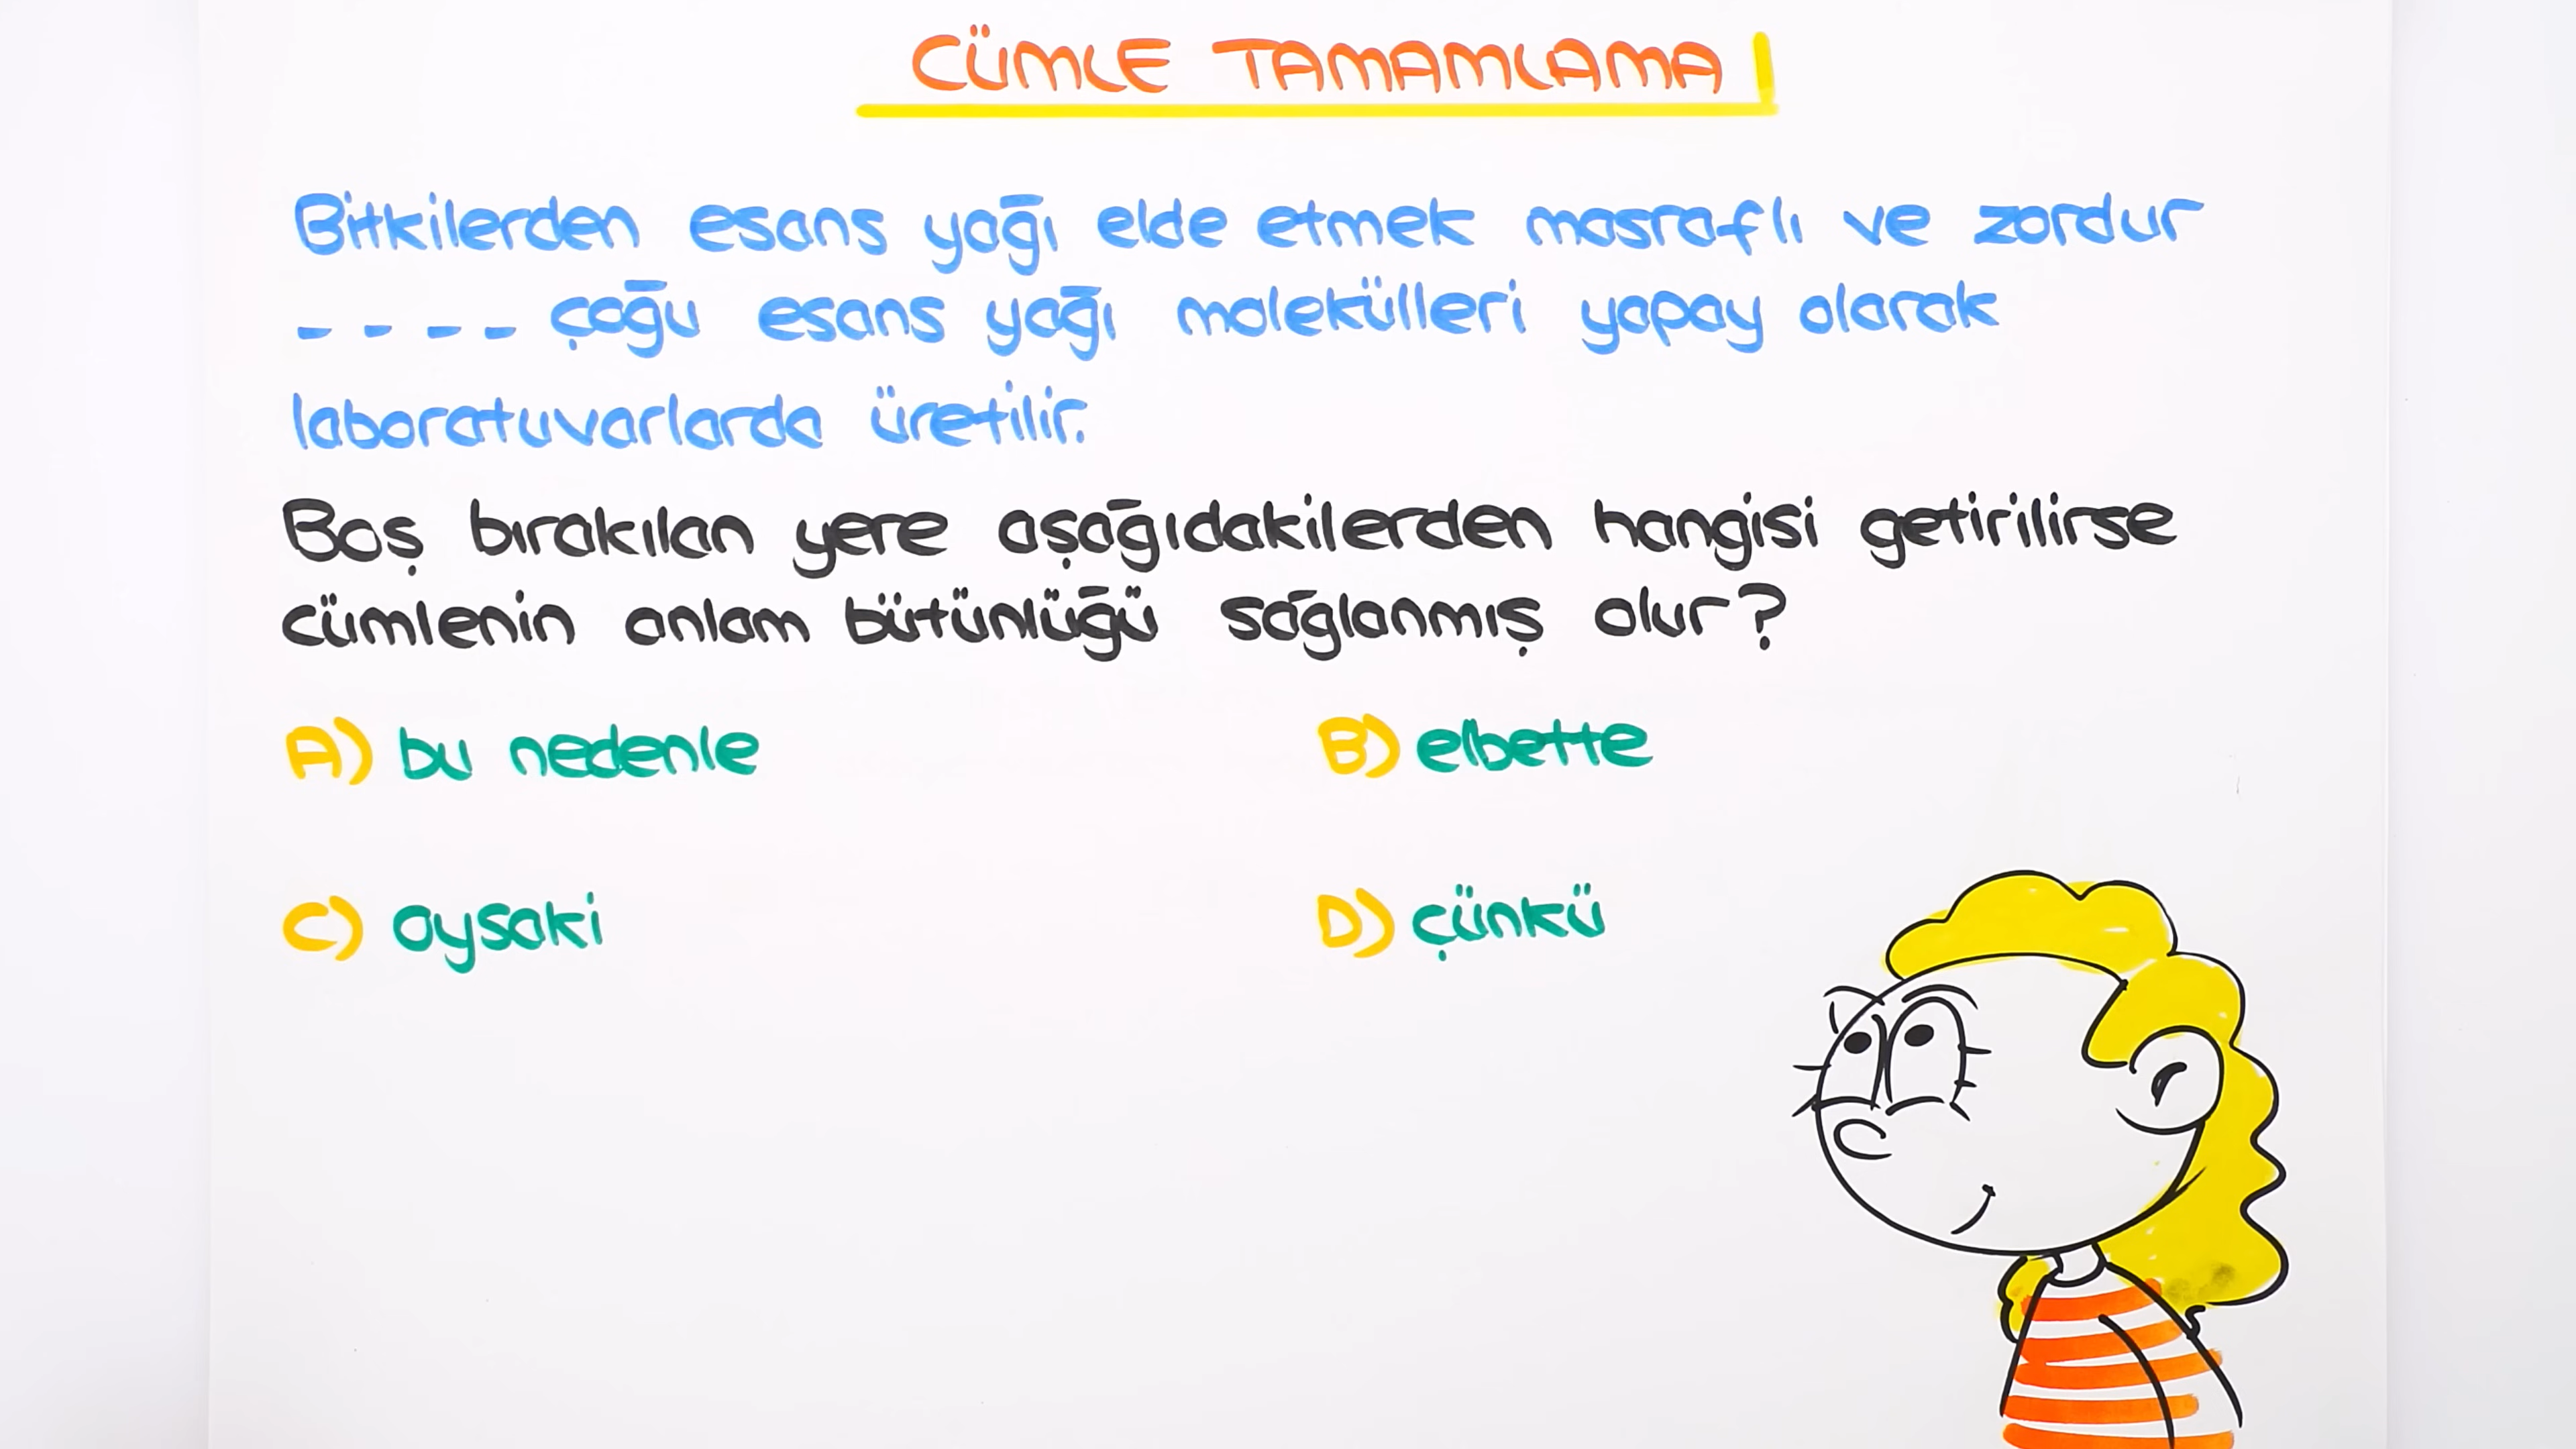 CÜMLE TAMAMLAMA
Bitkilerden esans yağı elde etmek masraflı ve zordur
---- çoğu esans yağı molekülleri yapay olarak
laboratuvarlarda üretilir.
Boş bırakılan yere aşağıdakilerden hangisi getirilirse
cümlenin anlam bütünlüğü sağlanmış olur?
A) bu nedenle
B) elbette
C) oysaki
D) çünkü